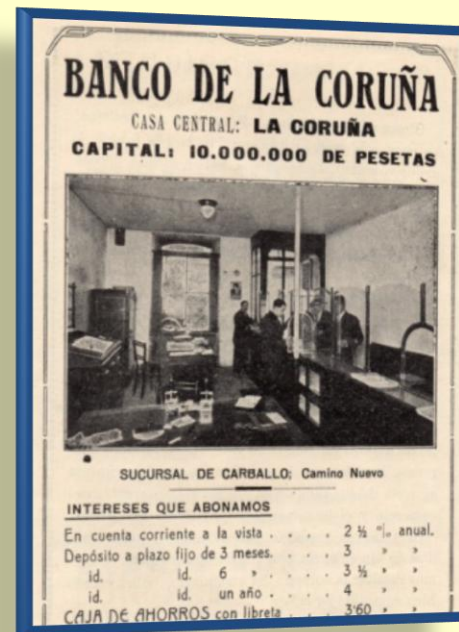 BANCO DE LA CORUÑA
CASA CENTRAL: LA CORUÑA
CAPITAL: 10.000.000 DE PESETAS
SUCURSAL DE CARBALLO: Camino Nuevo
INTERESES QUE ABONAMOS
En cuenta corriente a la vista . . . . 2 ½ %. anual.
Depósito a plazo fijo de 3 meses. . . . 3 » »
id. id. 6 » . . . . 3 ½ » »
id. id. un año . . . . 4 » »
CAJA DE AHORROS con libreta . . . 3'60 » »